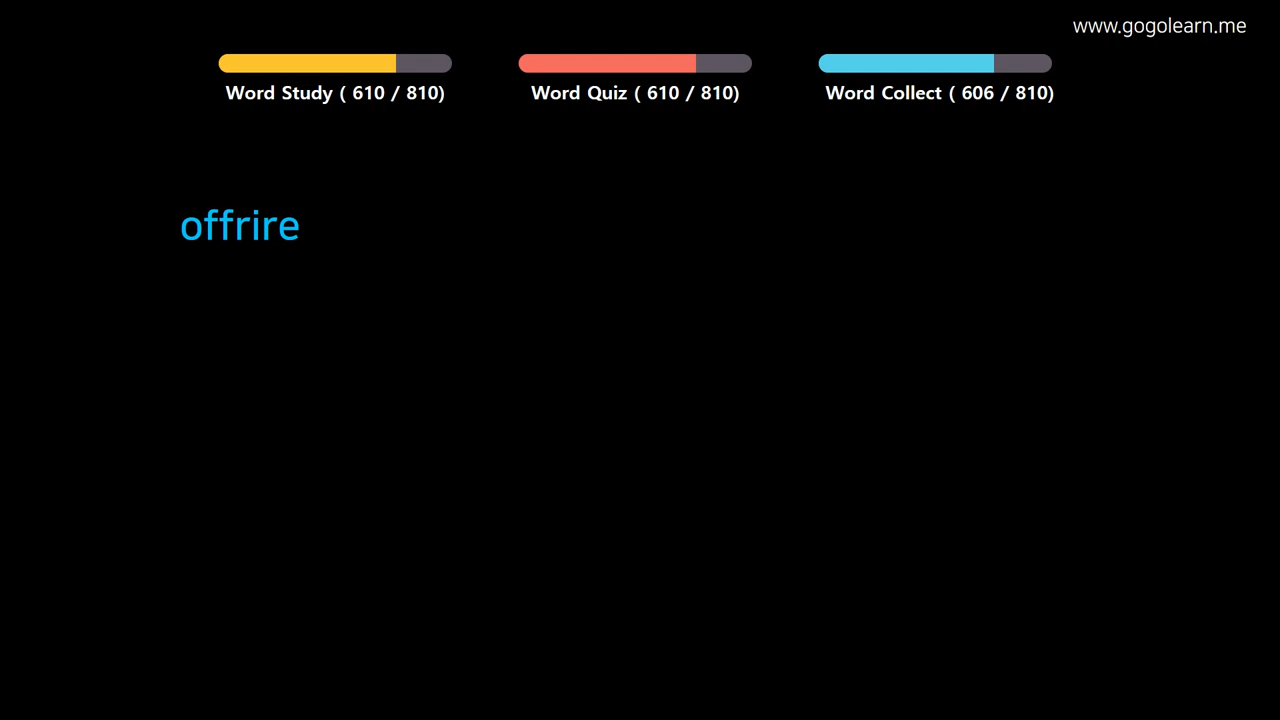 www.gogolearn.me
Word Study ( 610 / 810)
Word Quiz ( 610 / 810)
Word Collect ( 606 / 810)
offrire